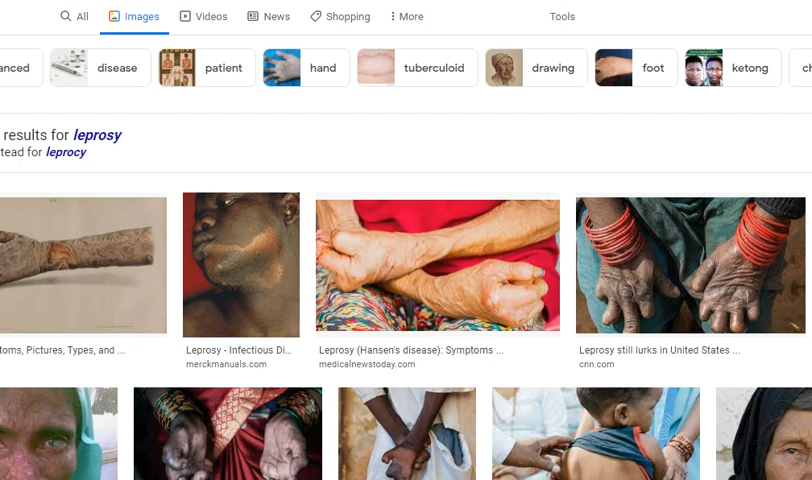 All Images Videos News Shopping More Tools
anced disease patient hand tuberculoid drawing foot ketong ch
results for leprosy
tead for leprocy
toms, Pictures, Types, and ...
Leprosy - Infectious Di...
merckmanuals.com
Leprosy (Hansen's disease): Symptoms ...
medicalnewstoday.com
Leprosy still lurks in United States ...
cnn.com